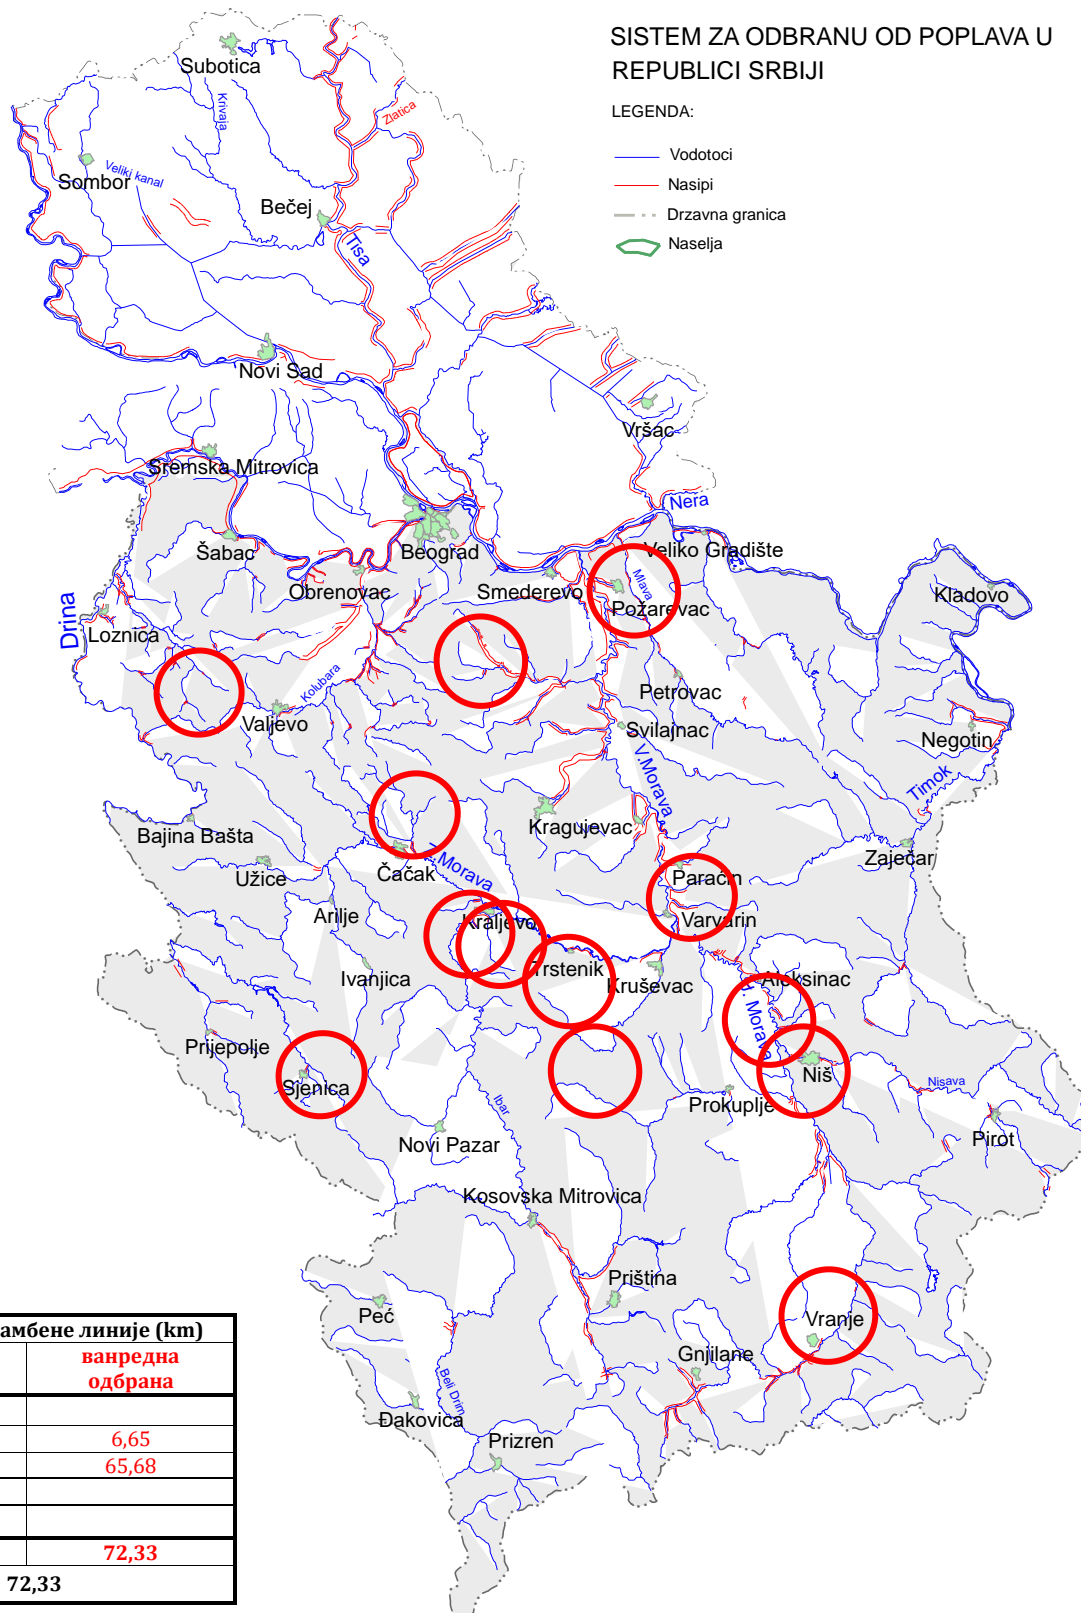 SISTEM ZA ODBRANU OD POPLAVA U
REPUBLICI SRBIJI
LEGENDA:
Vodotoci
Nasipi
Drzavna granica
Naselja
Subotica
Krivaja
Zlatica
Sombor
Veliki kanal
Bečej
Tisa
Novi Sad
Vršac
Sremska Mitrovica
Nera
Šabac
Beograd
Veliko Gradište
Obrenovac
Smederevo
Mlava
Požarevac
Kladovo
Drina
Loznica
Kolubara
Petrovac
Valjevo
Svilajnac
Negotin
V.Morava
Timok
Bajina Bašta
Kragujevac
Zaječar
Čačak
Z.Morava
Užice
Paraćin
Arilje
Kraljevo
Varvarin
Ivanjica
Trstenik
Kruševac
Aleksinac
J. Morava
Prijepolje
Sjenica
Niš
Nisava
Ibar
Prokuplje
Pirot
Novi Pazar
Kosovska Mitrovica
Priština
Peć
Vranje
Gnjilane
Beli Drim
Đakovica
Prizren
амбене линије (km)
ванредна
одбрана
6,65
65,68
72,33
72,33